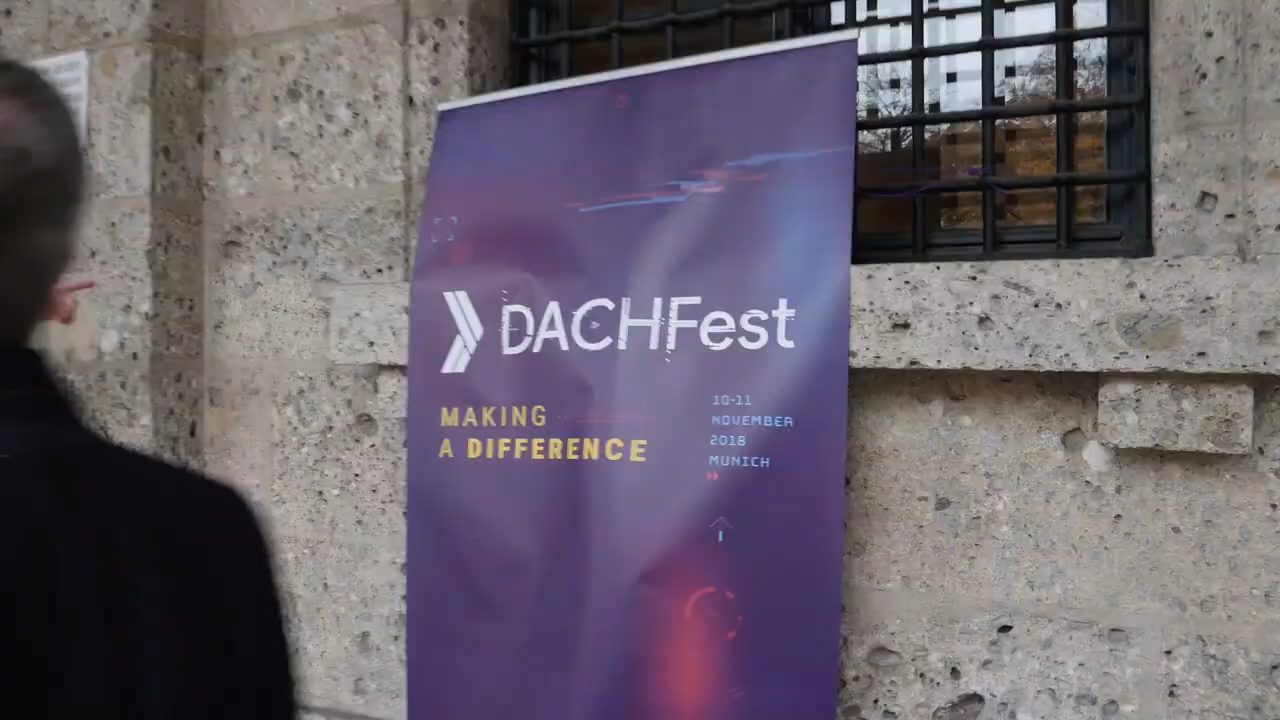 DACHFest
MAKING
A DIFFERENCE
10-11
NOVEMBER
2018
MUNICH